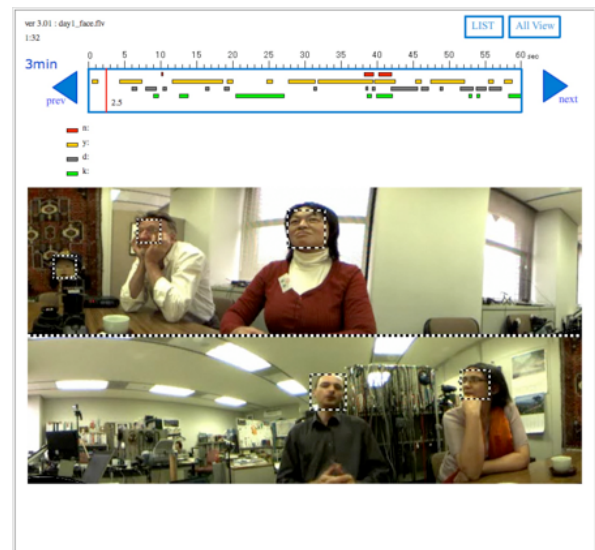 ver 3.01 : day1_face.flv
LIST
All View
1:32
3min
0 5 10 15 20 25 30 35 40 45 50 55 60 sec
prev
2.5
next
n:
y:
d:
k: